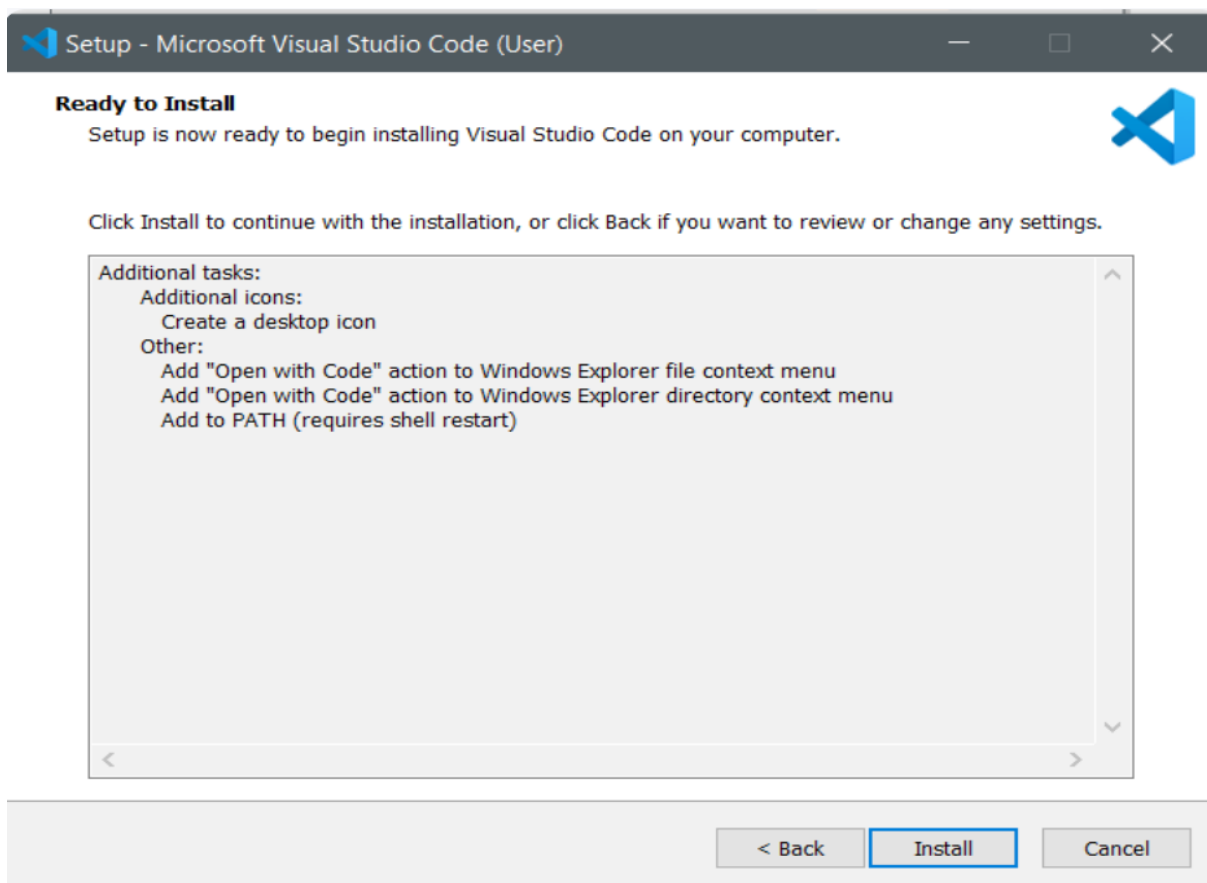 Setup - Microsoft Visual Studio Code (User)
Ready to Install
Setup is now ready to begin installing Visual Studio Code on your computer.
Click Install to continue with the installation, or click Back if you want to review or change any settings.
Additional tasks:
Additional icons:
Create a desktop icon
Other:
Add "Open with Code" action to Windows Explorer file context menu
Add "Open with Code" action to Windows Explorer directory context menu
Add to PATH (requires shell restart)
< Back
Install
Cancel